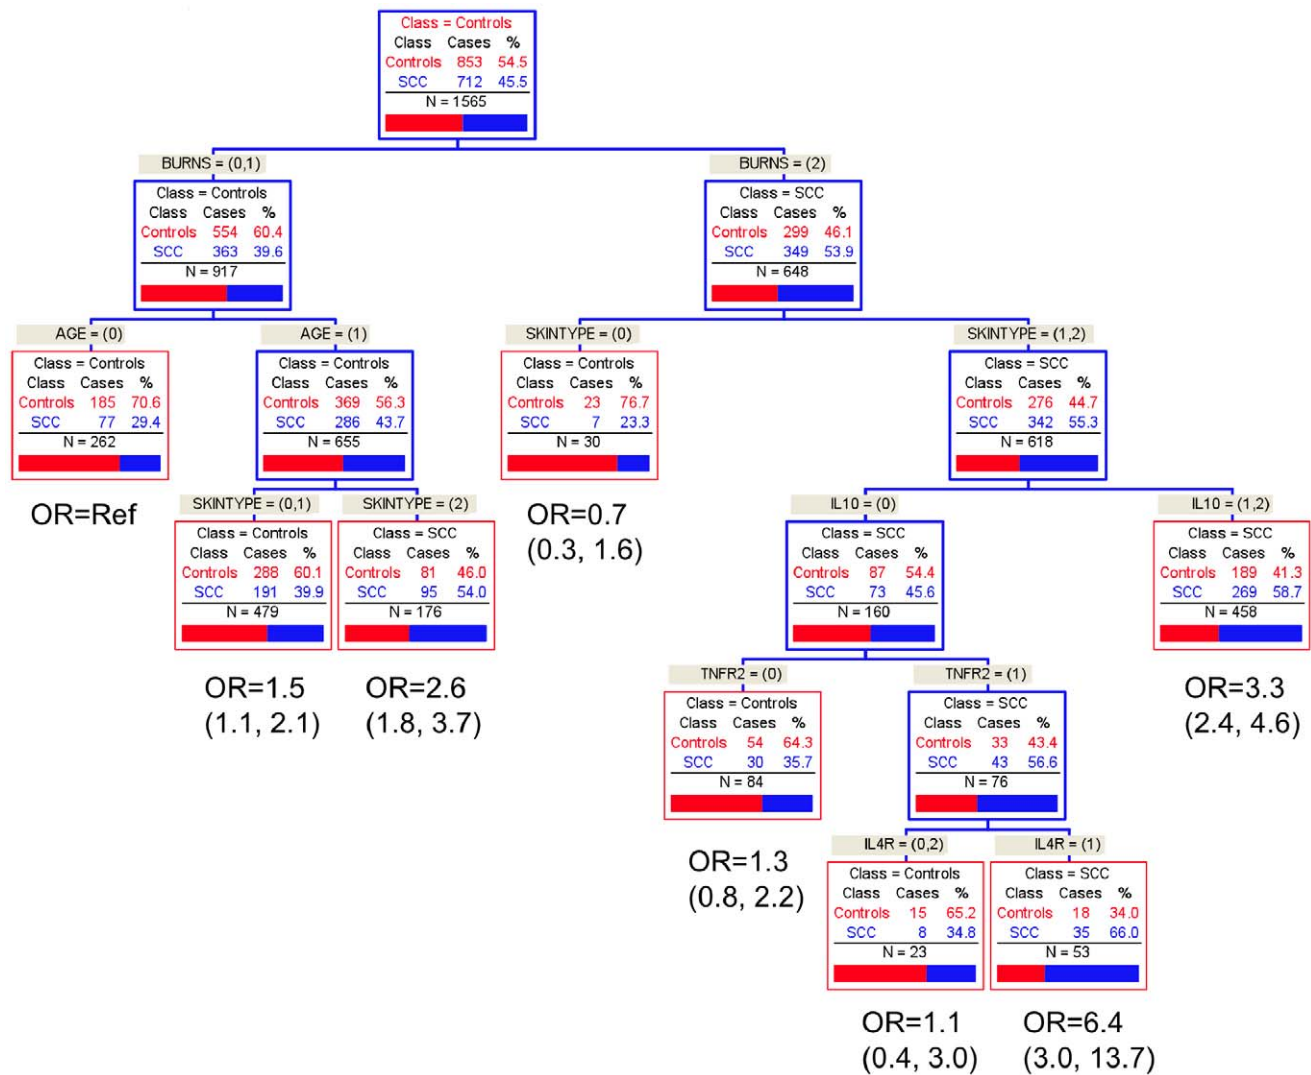 Class = Controls
Class Cases %
Controls 853 54.5
SCC 712 45.5
N = 1565
BURNS = (0,1)
Class = Controls
Class Cases %
Controls 554 60.4
SCC 363 39.6
N = 917
BURNS = (2)
Class = SCC
Class Cases %
Controls 299 46.1
SCC 349 53.9
N = 648
AGE = (0)
Class = Controls
Class Cases %
Controls 185 70.6
SCC 77 29.4
N = 262
OR=Ref
AGE = (1)
Class = Controls
Class Cases %
Controls 369 56.3
SCC 286 43.7
N = 655
SKINTYPE = (0)
Class = Controls
Class Cases %
Controls 23 76.7
SCC 7 23.3
N = 30
OR=0.7
(0.3, 1.6)
SKINTYPE = (1,2)
Class = SCC
Class Cases %
Controls 276 44.7
SCC 342 55.3
N = 618
SKINTYPE = (0,1)
Class = Controls
Class Cases %
Controls 288 60.1
SCC 191 39.9
N = 479
OR=1.5
(1.1, 2.1)
SKINTYPE = (2)
Class = SCC
Class Cases %
Controls 81 46.0
SCC 95 54.0
N = 176
OR=2.6
(1.8, 3.7)
IL10 = (0)
Class = SCC
Class Cases %
Controls 87 54.4
SCC 73 45.6
N = 160
IL10 = (1,2)
Class = SCC
Class Cases %
Controls 189 41.3
SCC 269 58.7
N = 458
OR=3.3
(2.4, 4.6)
TNFR2 = (0)
Class = Controls
Class Cases %
Controls 54 64.3
SCC 30 35.7
N = 84
OR=1.3
(0.8, 2.2)
TNFR2 = (1)
Class = SCC
Class Cases %
Controls 33 43.4
SCC 43 56.6
N = 76
IL4R = (0,2)
Class = Controls
Class Cases %
Controls 15 65.2
SCC 8 34.8
N = 23
OR=1.1
(0.4, 3.0)
IL4R = (1)
Class = SCC
Class Cases %
Controls 18 34.0
SCC 35 66.0
N = 53
OR=6.4
(3.0, 13.7)